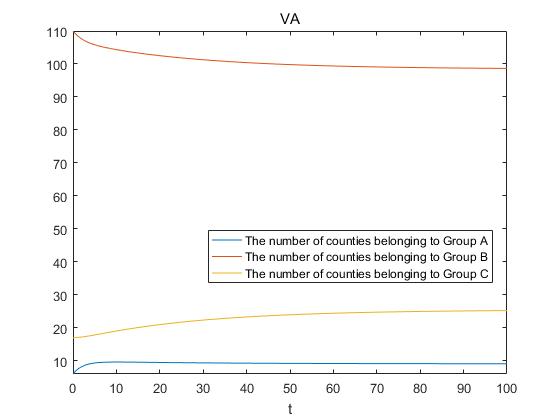 VA
110
100
90
80
70
60
50
40
30
20
10
The number of counties belonging to Group A
The number of counties belonging to Group B
The number of counties belonging to Group C
0 10 20 30 40 50 60 70 80 90 100
t